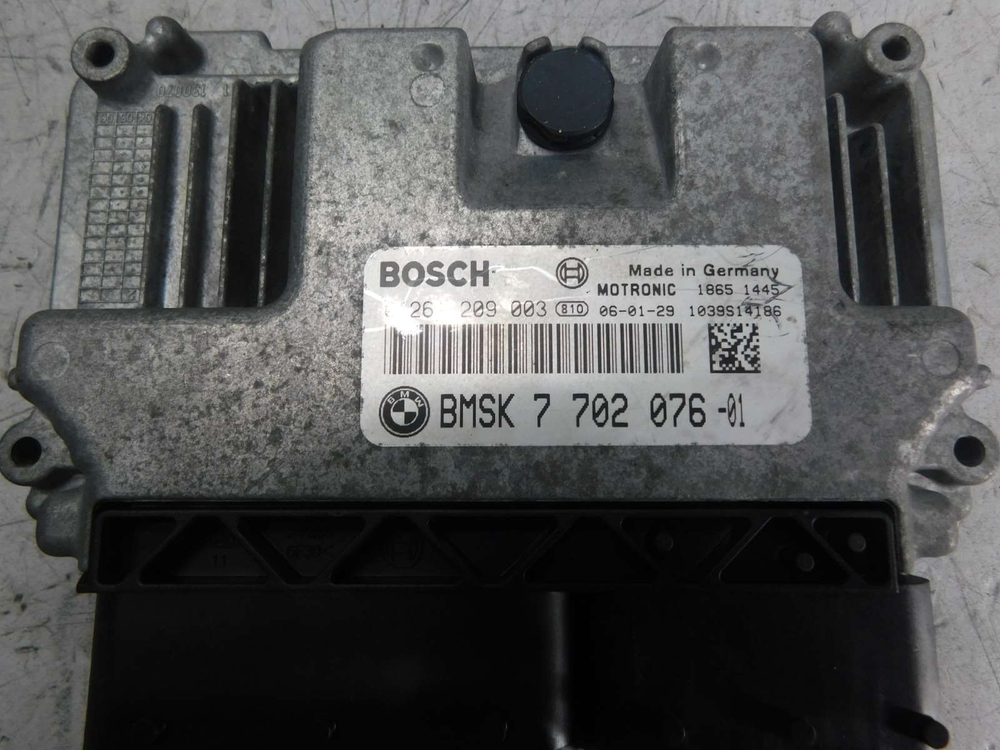 BOSCH
Made in Germany
MOTRONIC 1865 1445
26 209 003 810 06-01-29 1039S14186
BMW
BMSK 7 702 076 -01